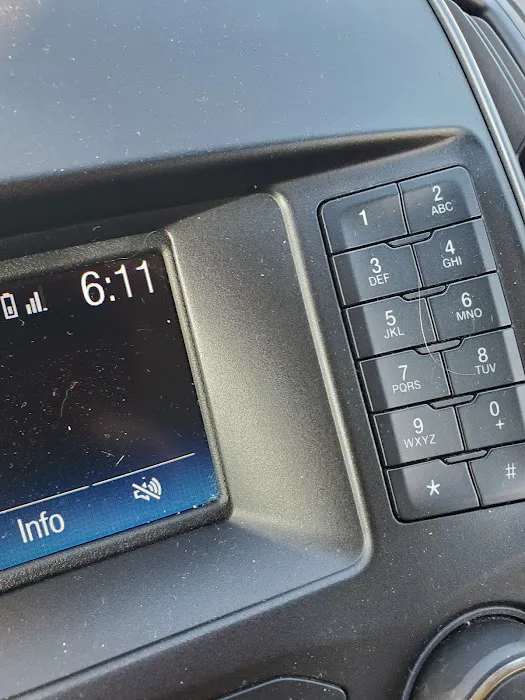 6:11
Info
1
2
ABC
3
DEF
4
GHI
5
JKL
6
MNO
7
PQRS
8
TUV
9
WXYZ
0
+
*
#